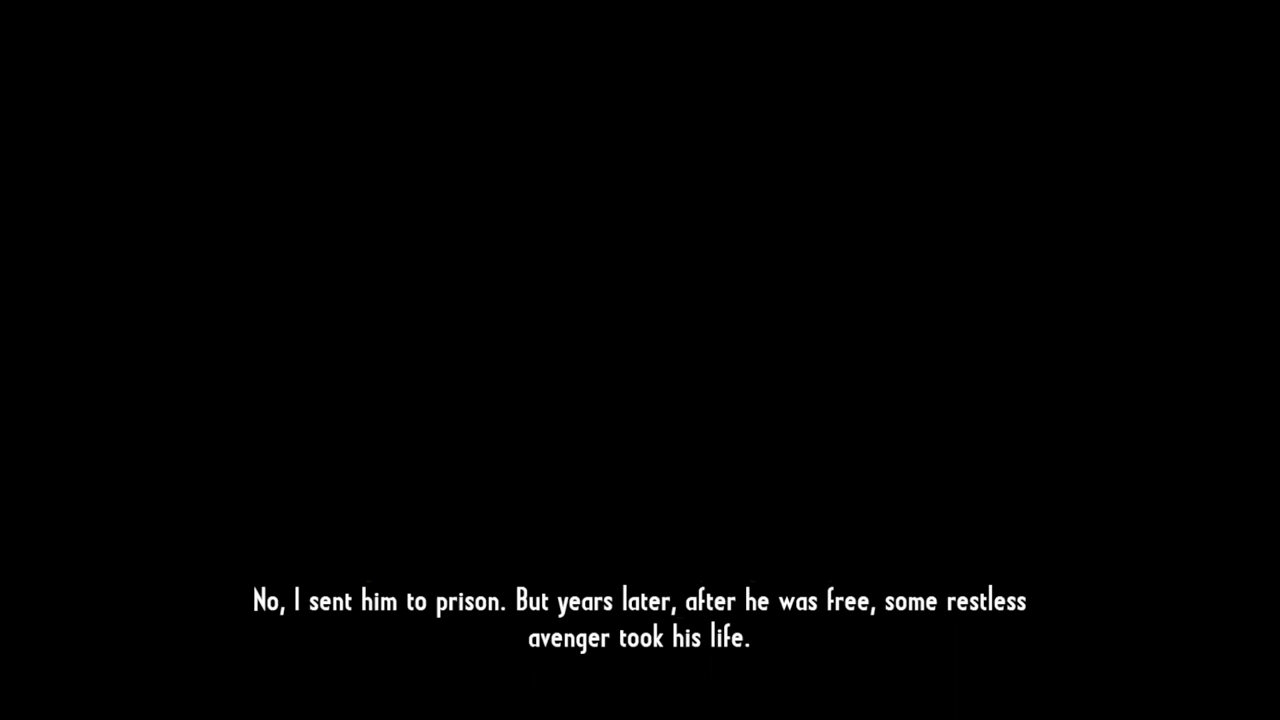 No, I sent him to prison. But years later, after he was free, some restless
avenger took his life.